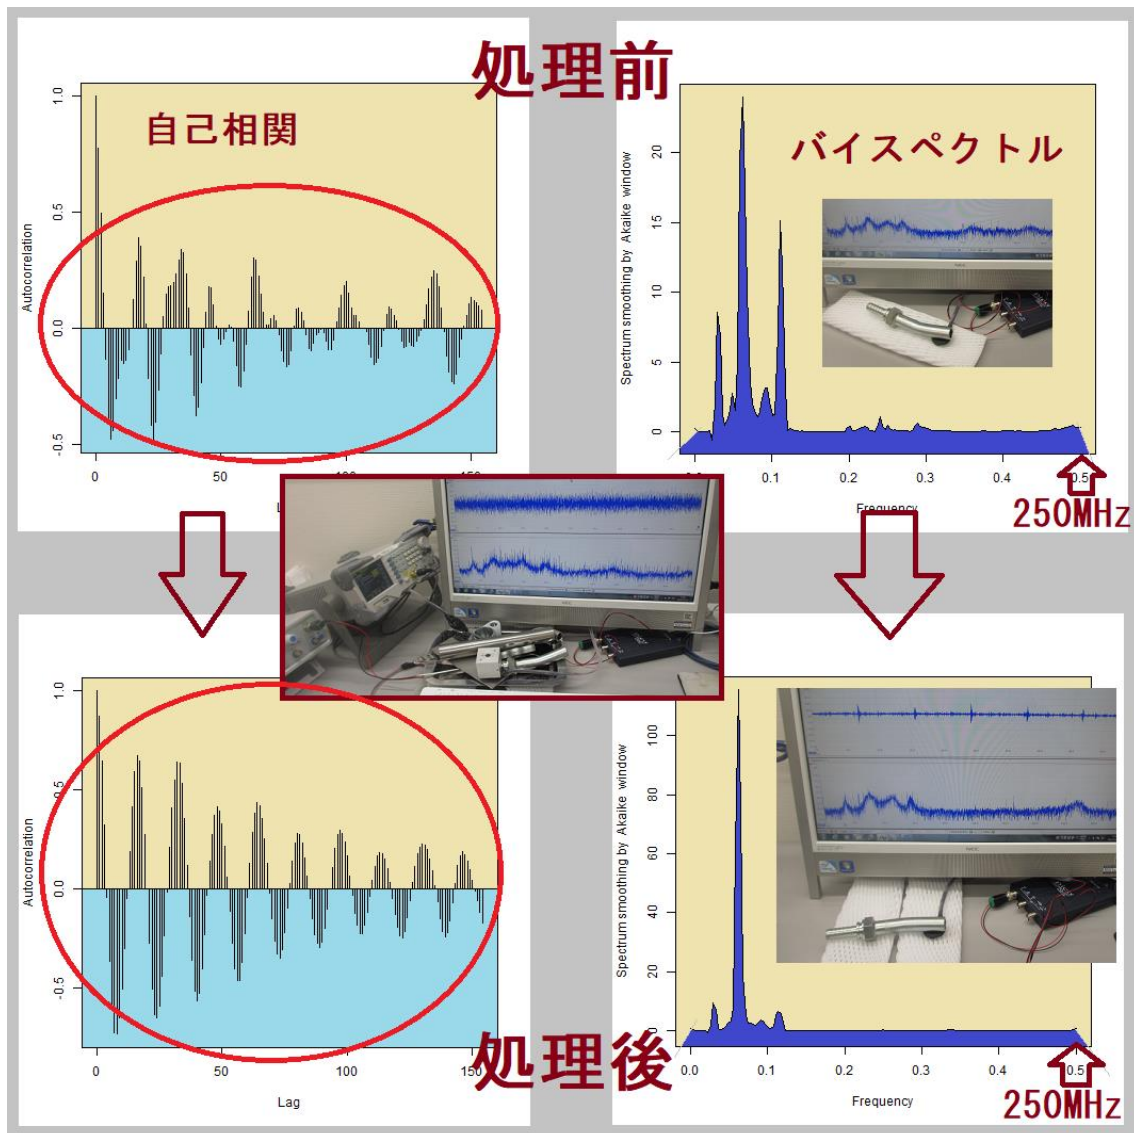 処理前
自己相関
Autocorrelation
1.0
0.5
0.0
-0.5
0
50
100
150
バイスペクトル
Spectrum smoothing by Akaike window
20
15
10
5
0
0.1
0.2
0.3
0.4
0.5
Frequency
250MHz
Autocorrelation
1.0
0.5
0.0
-0.5
0
50
100
150
Lag
Spectrum smoothing by Akaike window
100
80
60
40
20
0
0.0
0.1
0.2
0.3
0.4
0.5
Frequency
250MHz
処理後